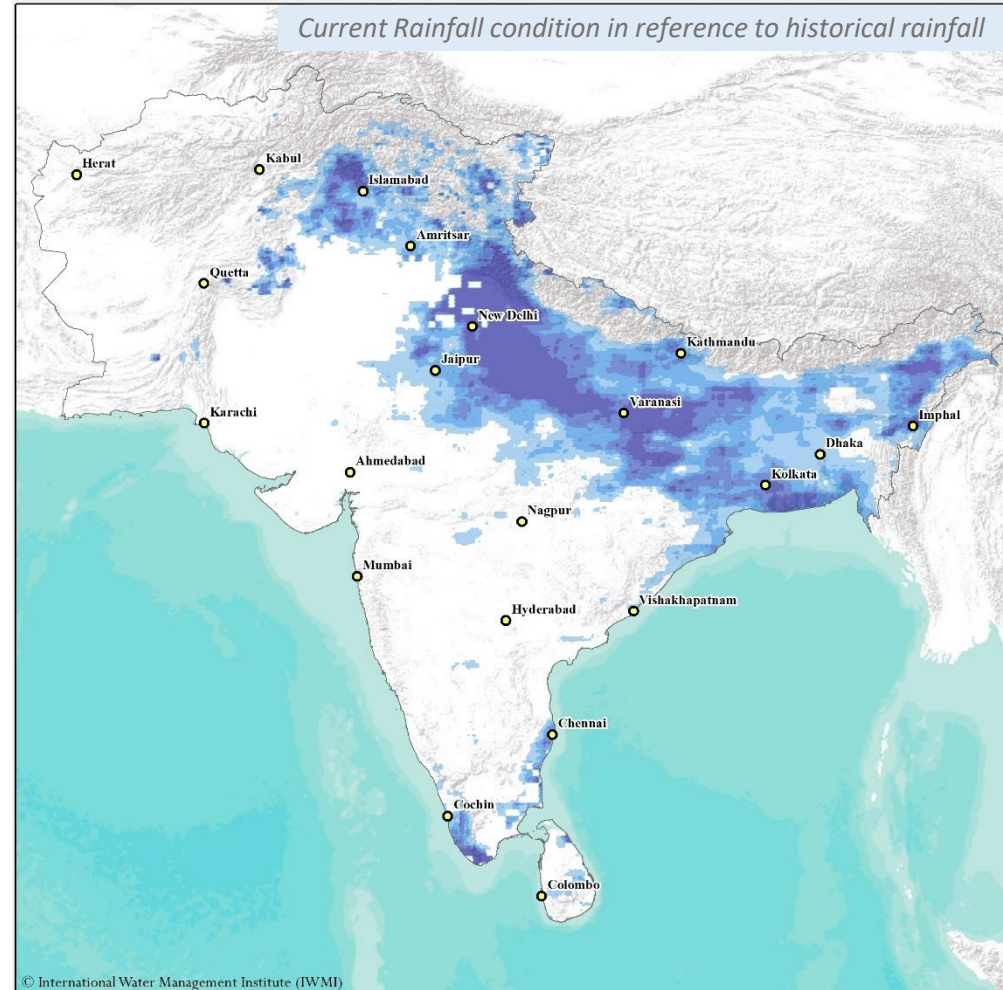 Current Rainfall condition in reference to historical rainfall
Herat
Kabul
Islamabad
Amritsar
Quetta
New Delhi
Kathmandu
Jaipur
Varanasi
Karachi
Imphal
Dhaka
Ahmedabad
Kolkata
Nagpur
Mumbai
Vishakhapatnam
Hyderabad
Chennai
Cochin
Colombo
© International Water Management Institute (IWMI)